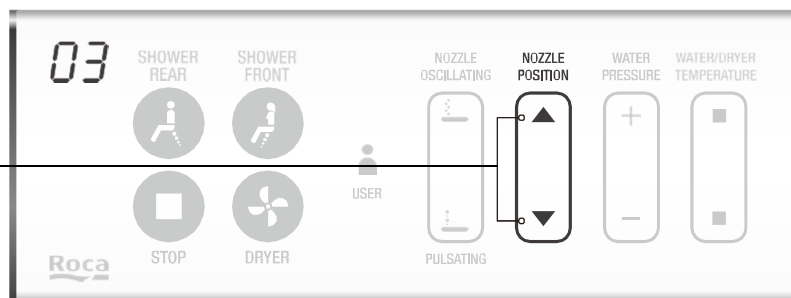 03
SHOWER
REAR
SHOWER
FRONT
NOZZLE
OSCILLATING
NOZZLE
POSITION
WATER
PRESSURE
WATER/DRYER
TEMPERATURE
USER
STOP
DRYER
PULSATING
Roca